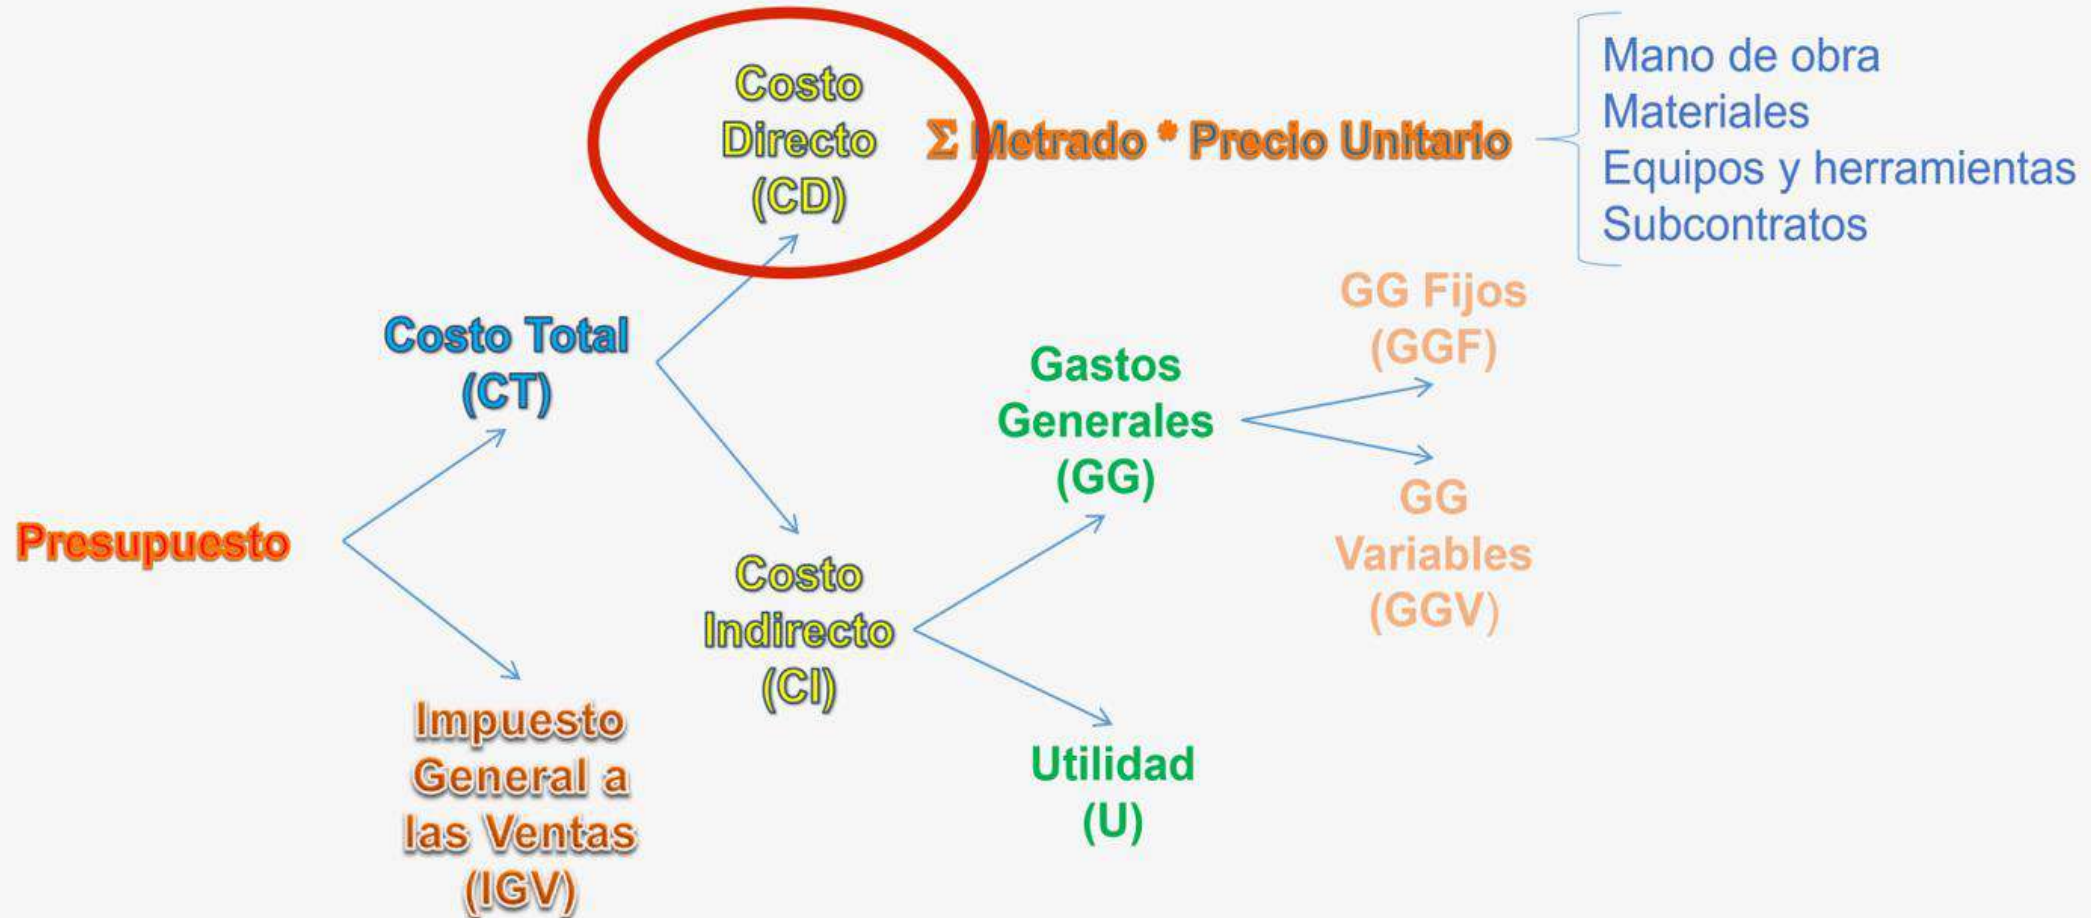 Costo
Directo
(CD)
Σ Metrado * Precio Unitario
Mano de obra
Materiales
Equipos y herramientas
Subcontratos
Costo Total
(CT)
GG Fijos
(GGF)
Gastos
Generales
(GG)
GG
Variables
(GGV)
Presupuesto
Costo
Indirecto
(CI)
Impuesto
General a
las Ventas
(IGV)
Utilidad
(U)